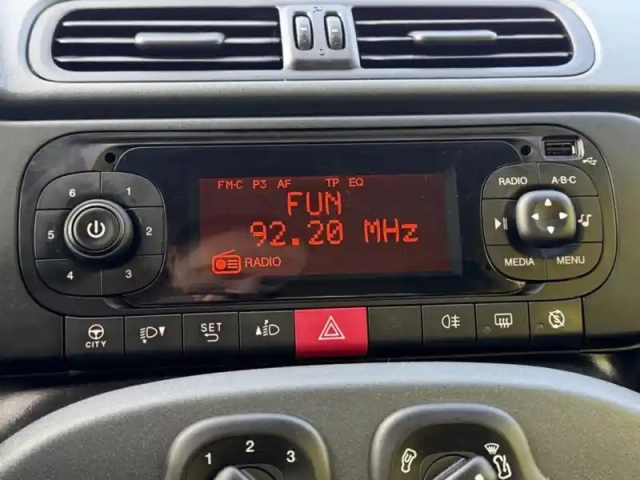 FM-C P3 AF TP EQ
FUN
92.20 MHz
RADIO
6 1
5 2
4 3
RADIO A·B·C
MEDIA MENU
CITY SET
1 2 3